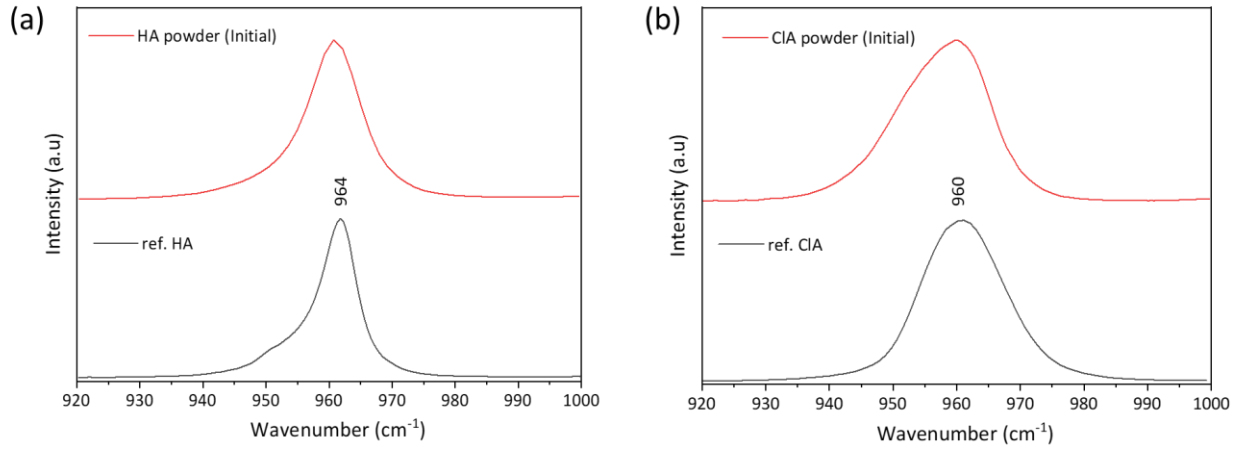 (a)
HA powder (Initial)
964
ref. HA
Intensity (a.u)
920 930 940 950 960 970 980 990 1000
Wavenumber (cm⁻¹)
(b)
ClA powder (Initial)
960
ref. ClA
Intensity (a.u)
920 930 940 950 960 970 980 990 1000
Wavenumber (cm⁻¹)